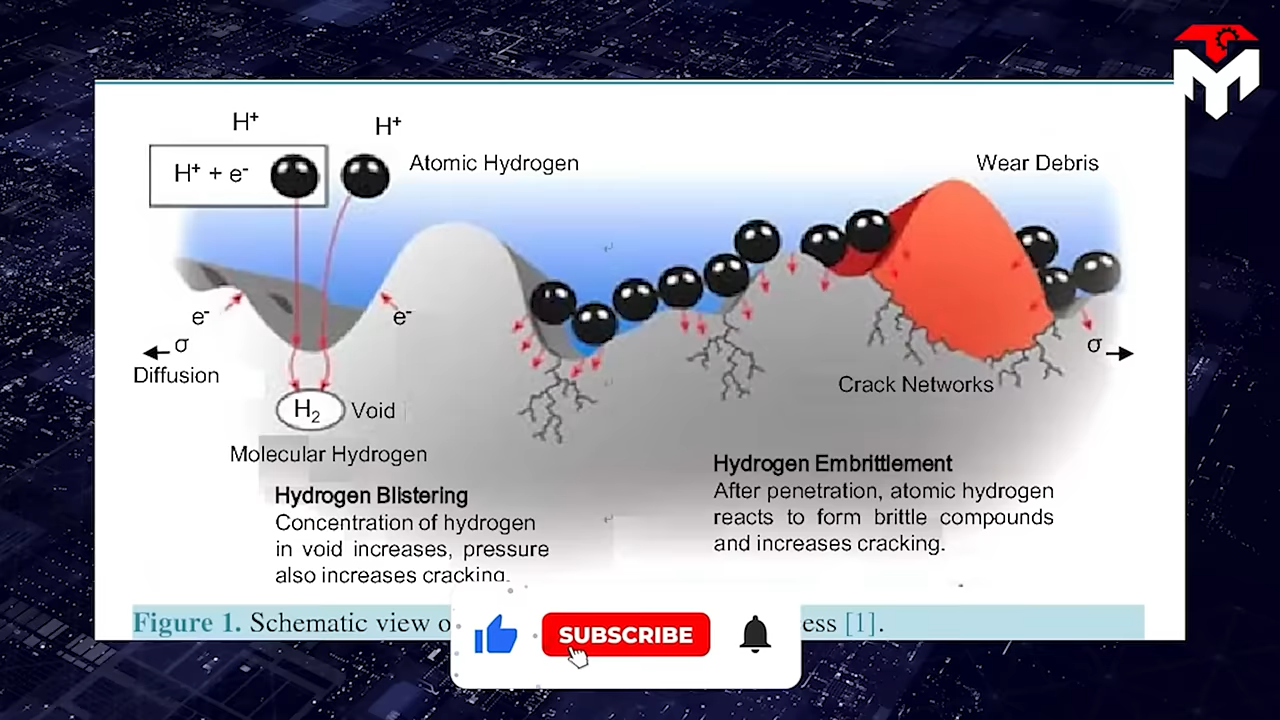 H⁺
H⁺
H⁺ + e⁻
Atomic Hydrogen
Wear Debris
e⁻
e⁻
σ
σ
Diffusion
Crack Networks
H₂
Void
Molecular Hydrogen
Hydrogen Blistering
Concentration of hydrogen
in void increases, pressure
also increases cracking.
Hydrogen Embrittlement
After penetration, atomic hydrogen
reacts to form brittle compounds
and increases cracking.
Figure 1. Schematic view
ess [1].
SUBSCRIBE